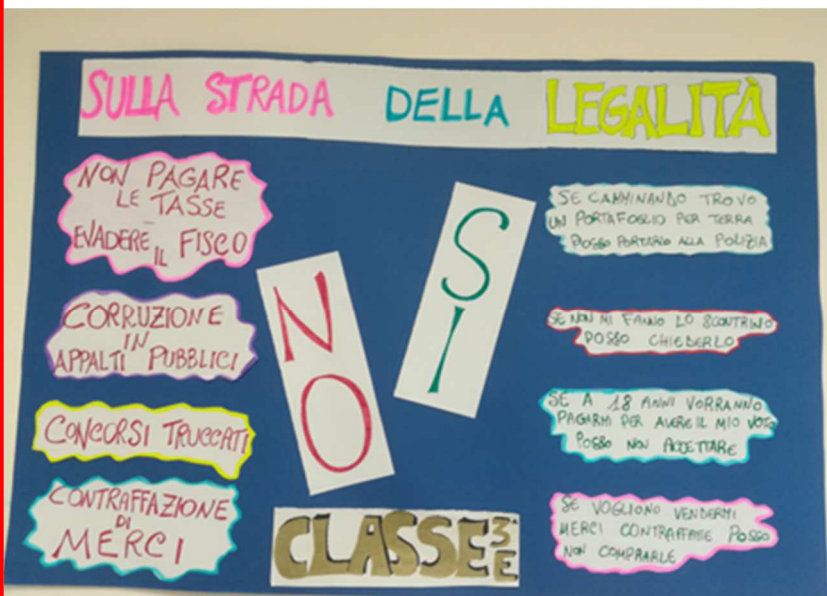 SULLA STRADA DELLA LEGALITÀ
NON PAGARE
LE TASSE
EVADERE IL FISCO
CORRUZIONE
IN
APPALTI PUBBLICI
CONCORSI TRUCCATI
CONTRAFFAZIONE
DI
MERCI
NO
SI
SE CAMMINANDO TROVO
UN PORTAFOGLIO PER TERRA
POSSO PORTARLO ALLA POLIZIA
SE NON MI FANNO LO SCONTRINO
POSSO CHIEDERLO
SE A 18 ANNI VORRANNO
PAGARMI PER AVERE IL MIO VOTO
POSSO NON ACCETTARE
SE VOGLIONO VENDERMI
MERCI CONTRAFFATE POSSO
NON COMPRARLE
CLASSE 3ª E